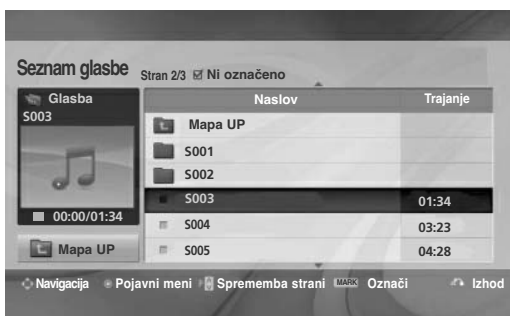 Seznam glasbe Stran 2/3 Ni označeno
Glasba
S003
00:00/01:34
Mapa UP
Naslov Trajanje
Mapa UP
S001
S002
S003 01:34
S004 03:23
S005 04:28
Navigacija Pojavni meni Sprememba strani MARK Označi Izhod